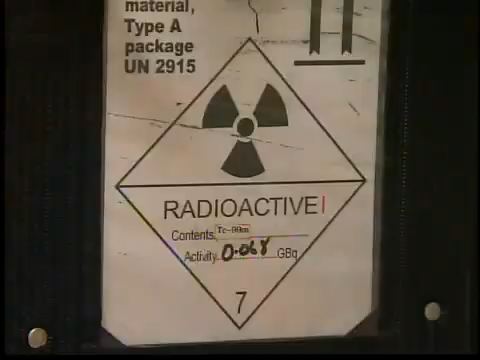 material,
Type A
package
UN 2915
RADIOACTIVE I
Contents Tc-99m
Activity 0.068 GBq
7